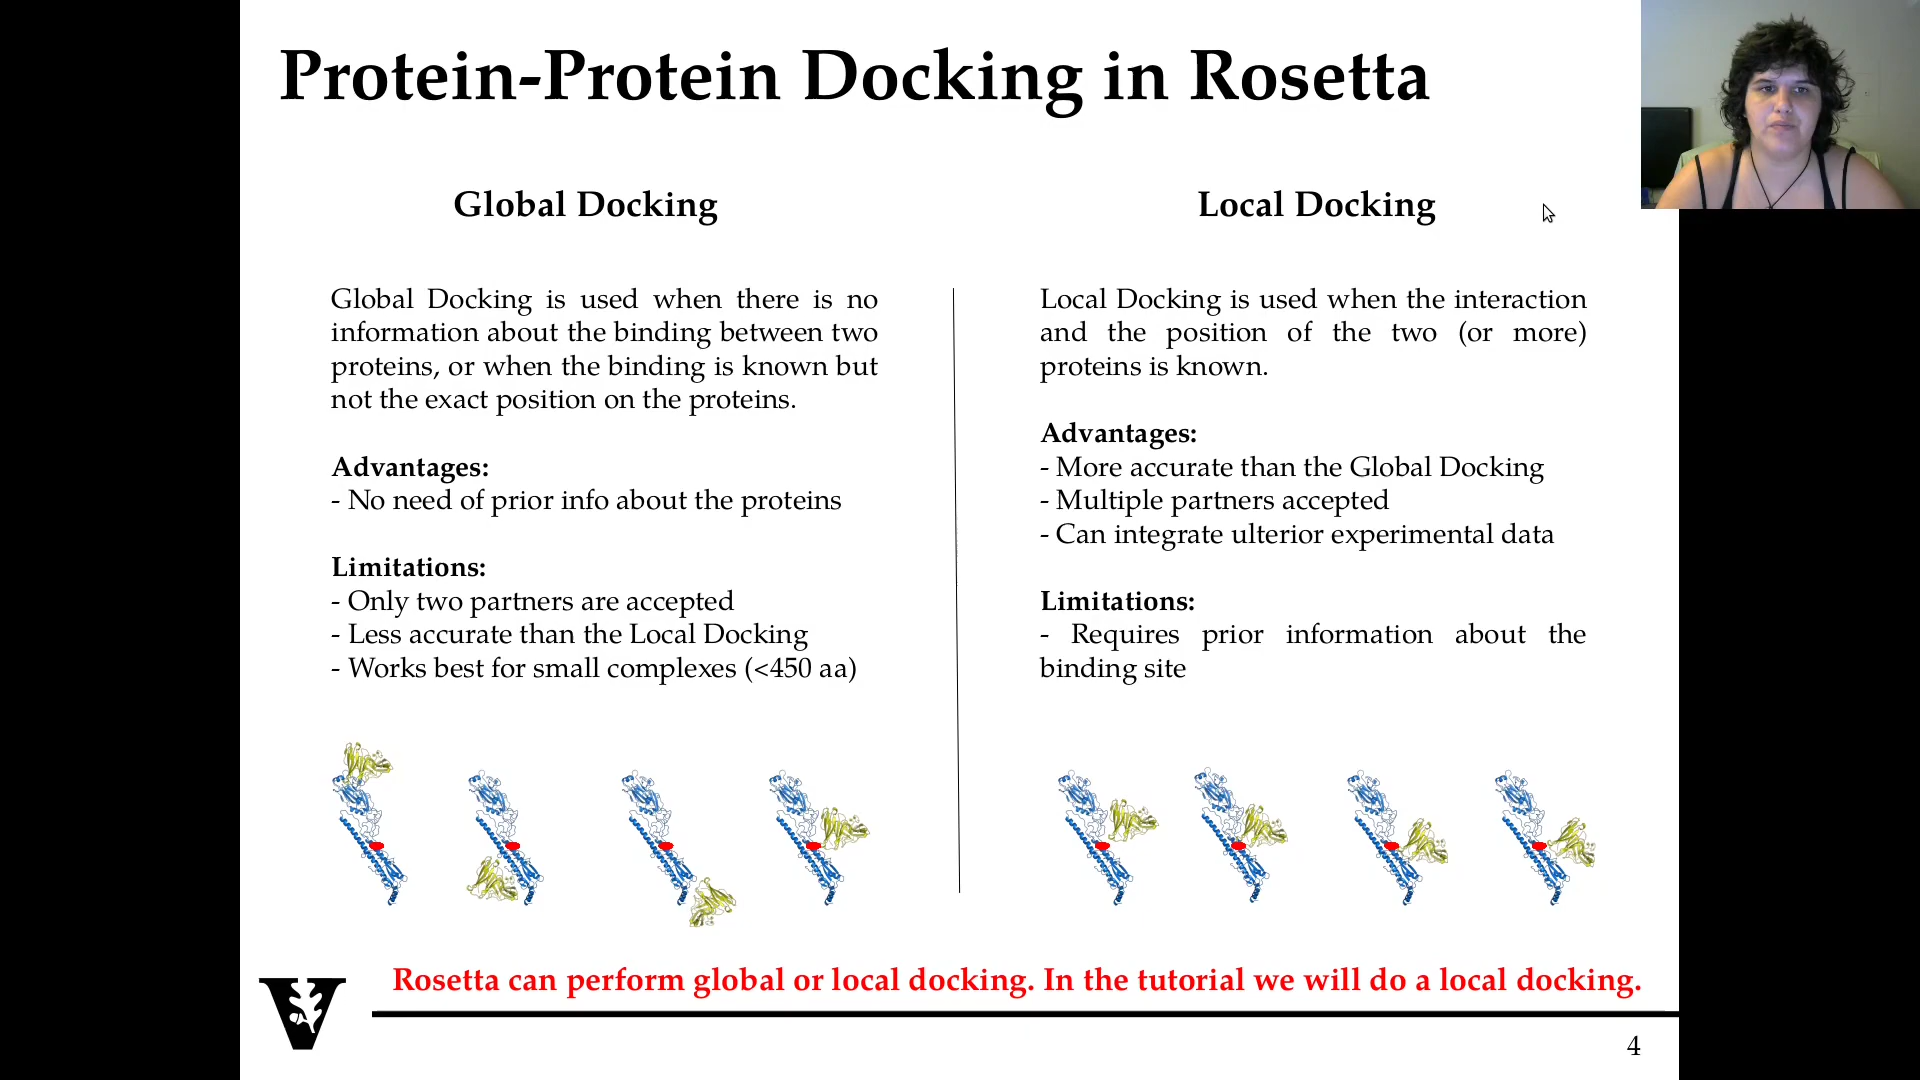 Protein-Protein Docking in Rosetta
Global Docking
Global Docking is used when there is no
information about the binding between two
proteins, or when the binding is known but
not the exact position on the proteins.
Advantages:
- No need of prior info about the proteins
Limitations:
- Only two partners are accepted
- Less accurate than the Local Docking
- Works best for small complexes (<450 aa)
Local Docking
Local Docking is used when the interaction
and the position of the two (or more)
proteins is known.
Advantages:
- More accurate than the Global Docking
- Multiple partners accepted
- Can integrate ulterior experimental data
Limitations:
- Requires prior information about the
binding site
Rosetta can perform global or local docking. In the tutorial we will do a local docking.
V
4